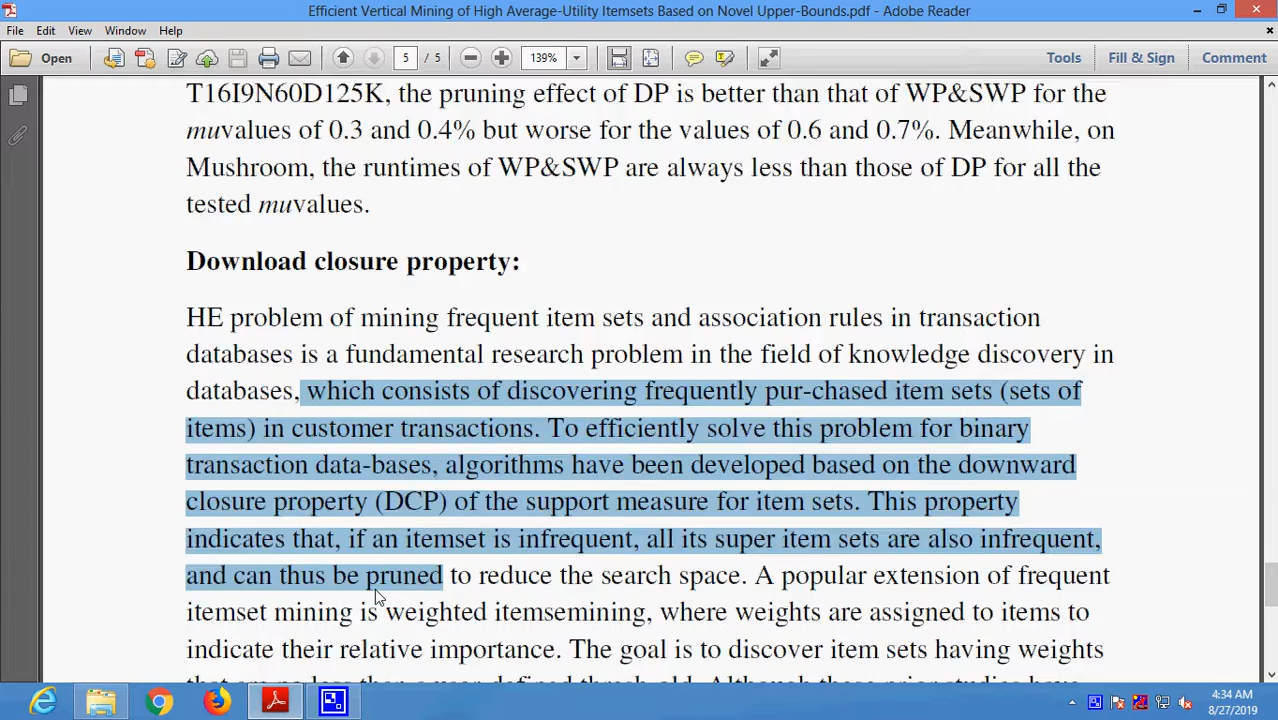 Efficient Vertical Mining of High Average-Utility Itemsets Based on Novel Upper-Bounds.pdf - Adobe Reader
File Edit View Window Help
Open 5 / 5 139% Tools Fill & Sign Comment
T16I9N60D125K, the pruning effect of DP is better than that of WP&SWP for the
muvalues of 0.3 and 0.4% but worse for the values of 0.6 and 0.7%. Meanwhile, on
Mushroom, the runtimes of WP&SWP are always less than those of DP for all the
tested muvalues.
Download closure property:
HE problem of mining frequent item sets and association rules in transaction
databases is a fundamental research problem in the field of knowledge discovery in
databases, which consists of discovering frequently pur-chased item sets (sets of
items) in customer transactions. To efficiently solve this problem for binary
transaction data-bases, algorithms have been developed based on the downward
closure property (DCP) of the support measure for item sets. This property
indicates that, if an itemset is infrequent, all its super item sets are also infrequent,
and can thus be pruned to reduce the search space. A popular extension of frequent
itemset mining is weighted itemsemining, where weights are assigned to items to
indicate their relative importance. The goal is to discover item sets having weights
4:34 AM
8/27/2019